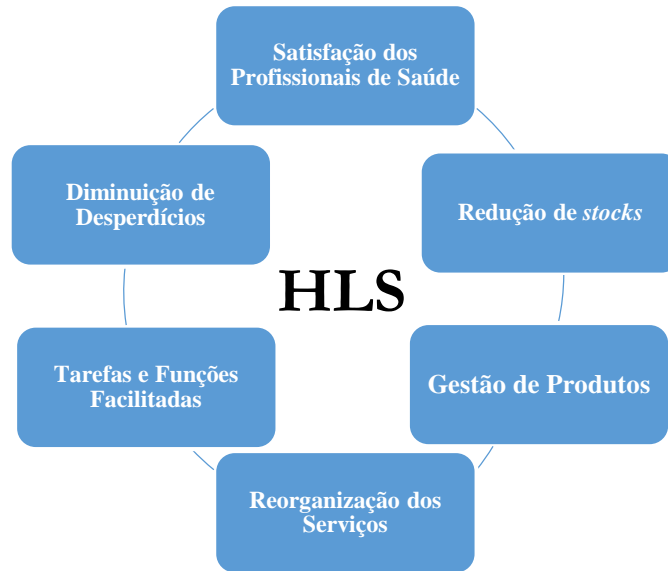 Satisfação dos
Profissionais de Saúde
Diminuição de
Desperdícios
Redução de stocks
HLS
Tarefas e Funções
Facilitadas
Gestão de Produtos
Reorganização dos
Serviços